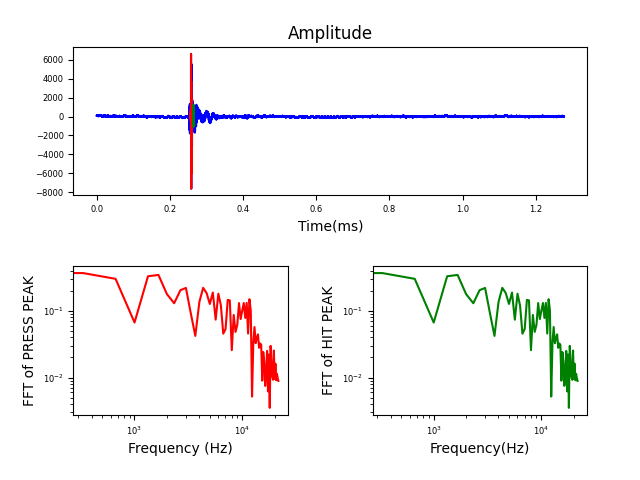 Amplitude
6000
4000
2000
0
−2000
−4000
−6000
−8000
0.0 0.2 0.4 0.6 0.8 1.0 1.2
Time(ms)
FFT of PRESS PEAK
10⁻¹
10⁻²
10³ 10⁴
Frequency (Hz)
FFT of HIT PEAK
10⁻¹
10⁻²
10³ 10⁴
Frequency(Hz)